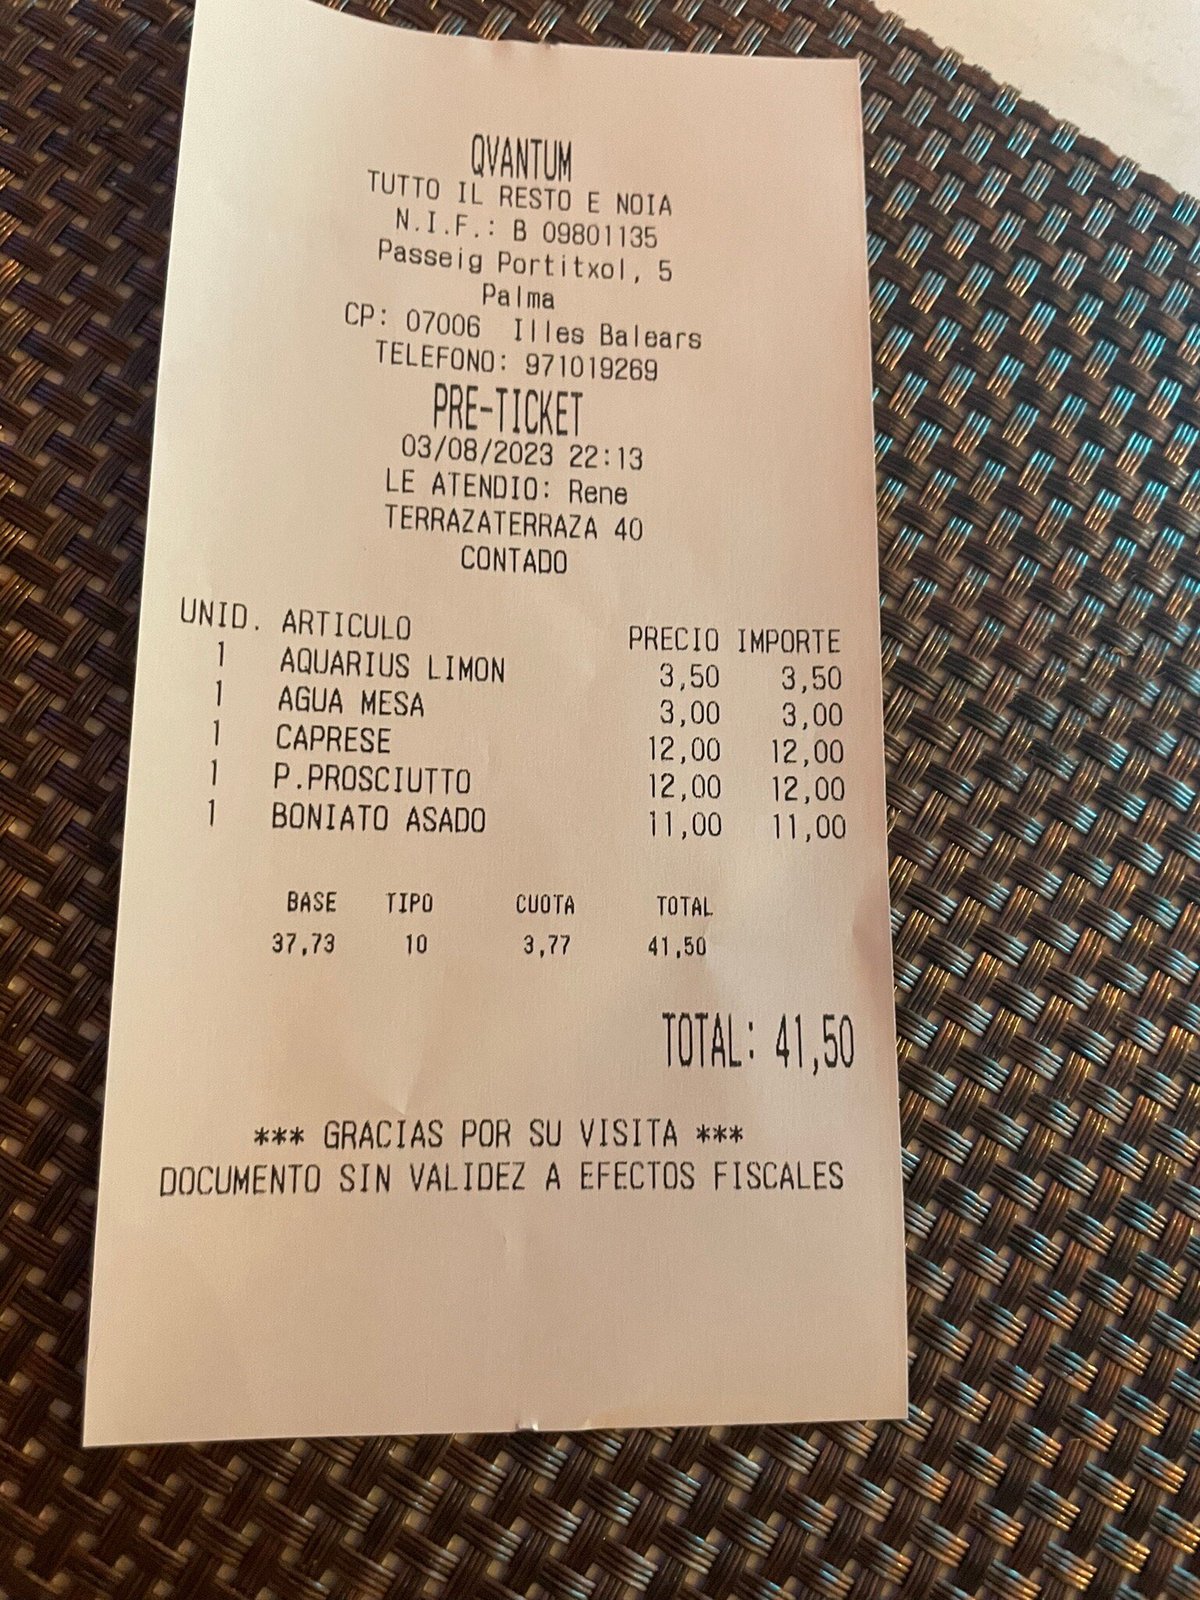 QVANTUM
TUTTO IL RESTO E NOIA
N.I.F.: B 09801135
Passeig Portitxol, 5
Palma
CP: 07006 Illes Balears
TELEFONO: 971019269
PRE-TICKET
03/08/2023 22:13
LE ATENDIO: Rene
TERRAZATERRAZA 40
CONTADO
UNID. ARTICULO PRECIO IMPORTE
1 AQUARIUS LIMON 3,50 3,50
1 AGUA MESA 3,00 3,00
1 CAPRESE 12,00 12,00
1 P.PROSCIUTTO 12,00 12,00
1 BONIATO ASADO 11,00 11,00
BASE TIPO CUOTA TOTAL
37,73 10 3,77 41,50
TOTAL: 41,50
*** GRACIAS POR SU VISITA ***
DOCUMENTO SIN VALIDEZ A EFECTOS FISCALES